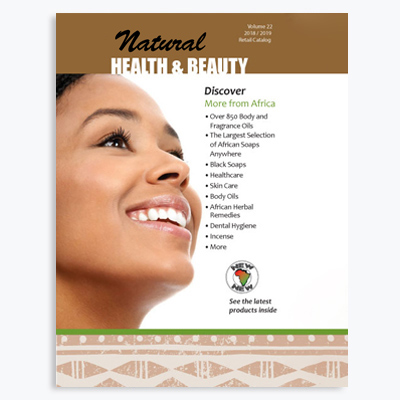 Natural
HEALTH & BEAUTY
Volume 22
2018 / 2019
Retail Catalog
Discover
More from Africa
• Over 850 Body and
Fragrance Oils
• The Largest Selection
of African Soaps
Anywhere
• Black Soaps
• Healthcare
• Skin Care
• Body Oils
• African Herbal
Remedies
• Dental Hygiene
• Incense
• More
NEW
NEW
See the latest
products inside